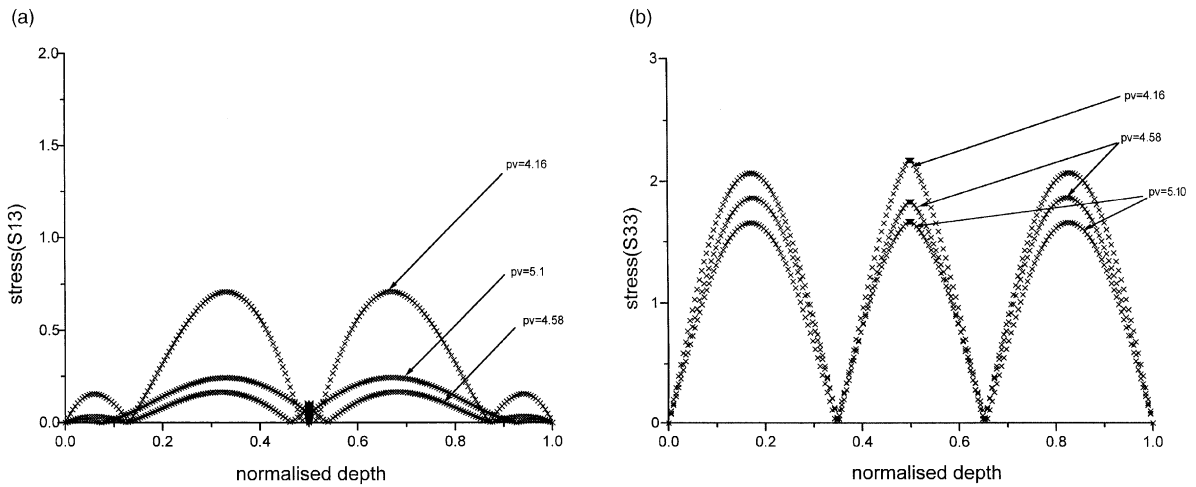 (a)
2.0
1.5
1.0
0.5
0.0
stress(S13)
pv=4.16
pv=5.1
pv=4.58
0.0 0.2 0.4 0.6 0.8 1.0
normalised depth
(b)
3
2
1
0
stress(S33)
pv=4.16
pv=4.58
pv=5.10
0.0 0.2 0.4 0.6 0.8 1.0
normalised depth